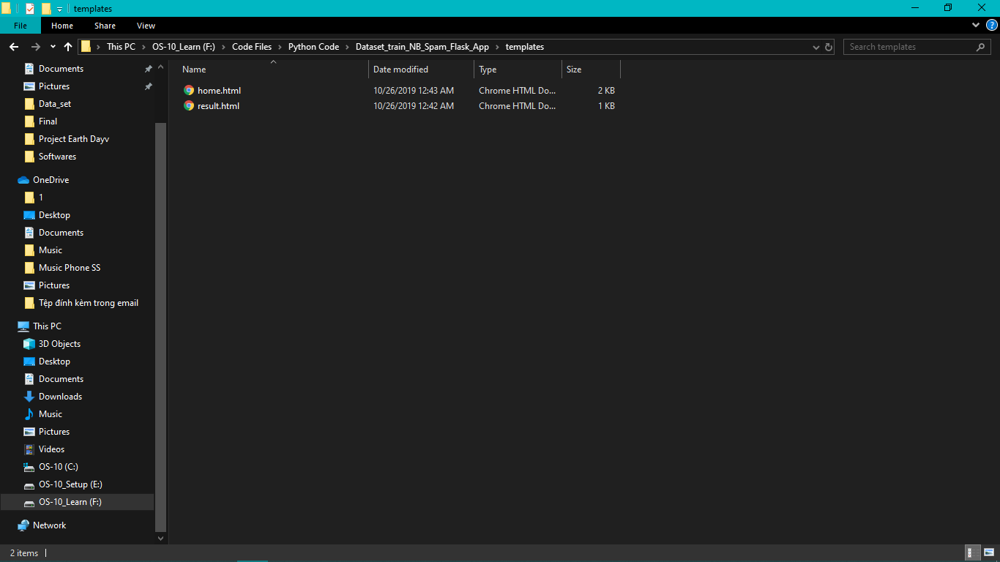 templates
File Home Share View
This PC OS-10_Learn (F:) Code Files Python Code Dataset_train_NB_Spam_Flask_App templates
Search templates
Name Date modified Type Size
home.html 10/26/2019 12:43 AM Chrome HTML Do... 2 KB
result.html 10/26/2019 12:42 AM Chrome HTML Do... 1 KB
Documents
Pictures
Data_set
Final
Project Earth Dayv
Softwares
OneDrive
1
Desktop
Documents
Music
Music Phone SS
Pictures
Tệp đính kèm trong email
This PC
3D Objects
Desktop
Documents
Downloads
Music
Pictures
Videos
OS-10 (C:)
OS-10_Setup (E:)
OS-10_Learn (F:)
Network
2 items